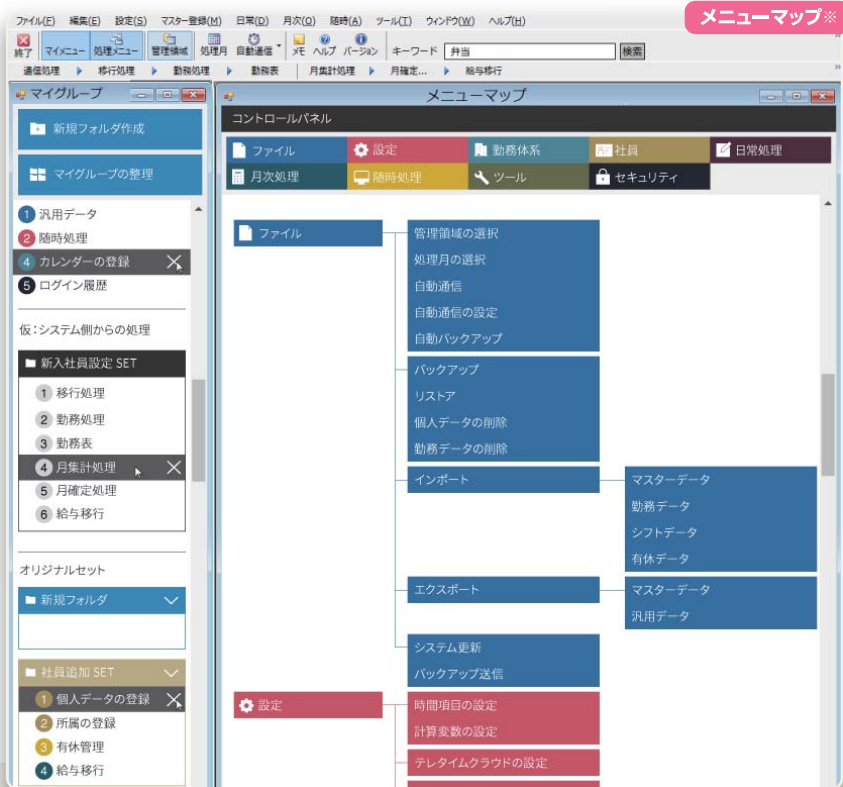 メニューマップ※
ファイル(F) 編集(E) 設定(S) マスター登録(M) 日常(D) 月次(O) 随時(A) ツール(T) ウィンドウ(W) ヘルプ(H)
終了 マイメニュー 処理メニュー 管理領域 処理月 自動通信 メモ ヘルプ バージョン キーワード 弁当 検索
通信処理 移行処理 勤務処理 勤務表 月集計処理 月確定... 給与移行
マイグループ
新規フォルダ作成
マイグループの整理
1 汎用データ
2 随時処理
4 カレンダーの登録
5 ログイン履歴
仮:システム側からの処理
新入社員設定 SET
1 移行処理
2 勤務処理
3 勤務表
4 月集計処理
5 月確定処理
6 給与移行
オリジナルセット
新規フォルダ
社員追加 SET
1 個人データの登録
2 所属の登録
3 有休管理
4 給与移行
メニューマップ
コントロールパネル
ファイル 設定 勤務体系 社員 日常処理
月次処理 随時処理 ツール セキュリティ
ファイル
管理領域の選択
処理月の選択
自動通信
自動通信の設定
自動バックアップ
バックアップ
リストア
個人データの削除
勤務データの削除
インポート
マスターデータ
勤務データ
シフトデータ
有休データ
エクスポート
マスターデータ
汎用データ
システム更新
バックアップ送信
設定
時間項目の設定
計算変数の設定
テレタイムクラウドの設定